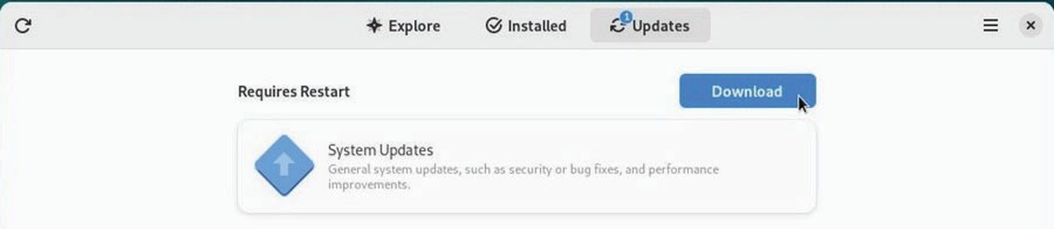 Explore
Installed
1
Updates
Requires Restart
Download
System Updates
General system updates, such as security or bug fixes, and performance
improvements.